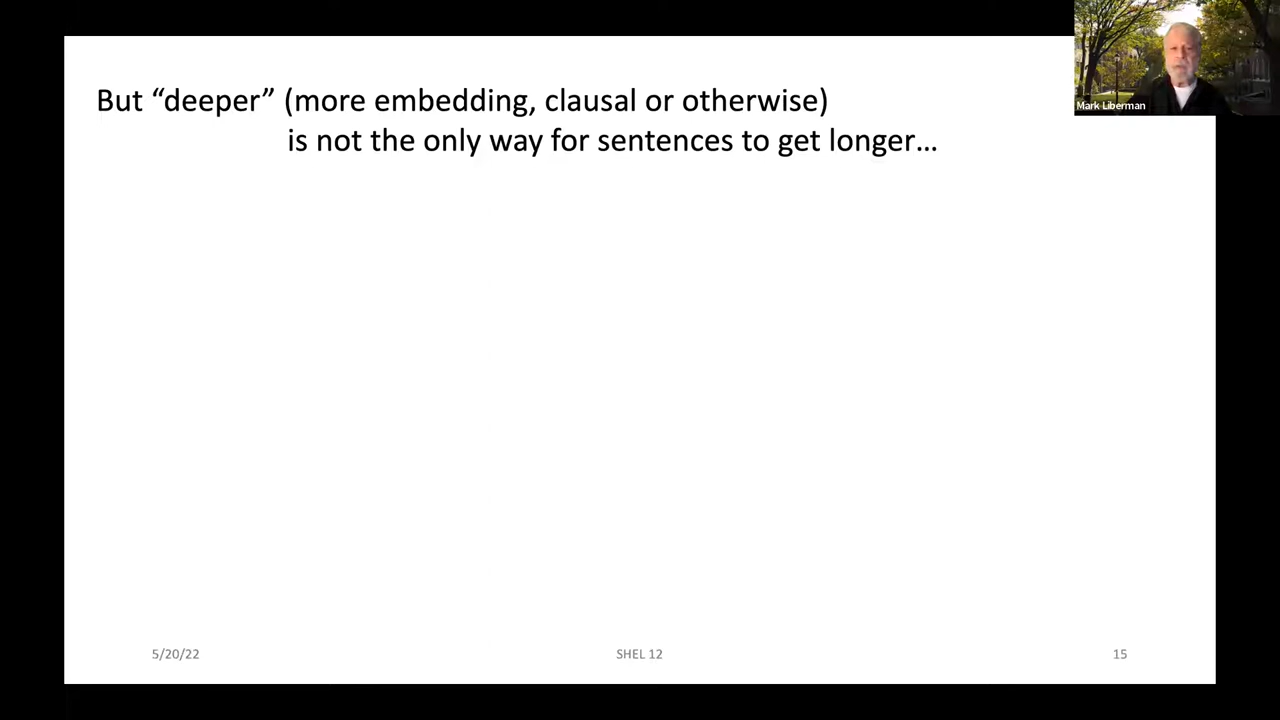 But “deeper” (more embedding, clausal or otherwise)
is not the only way for sentences to get longer…
Mark Liberman
5/20/22
SHEL 12
15